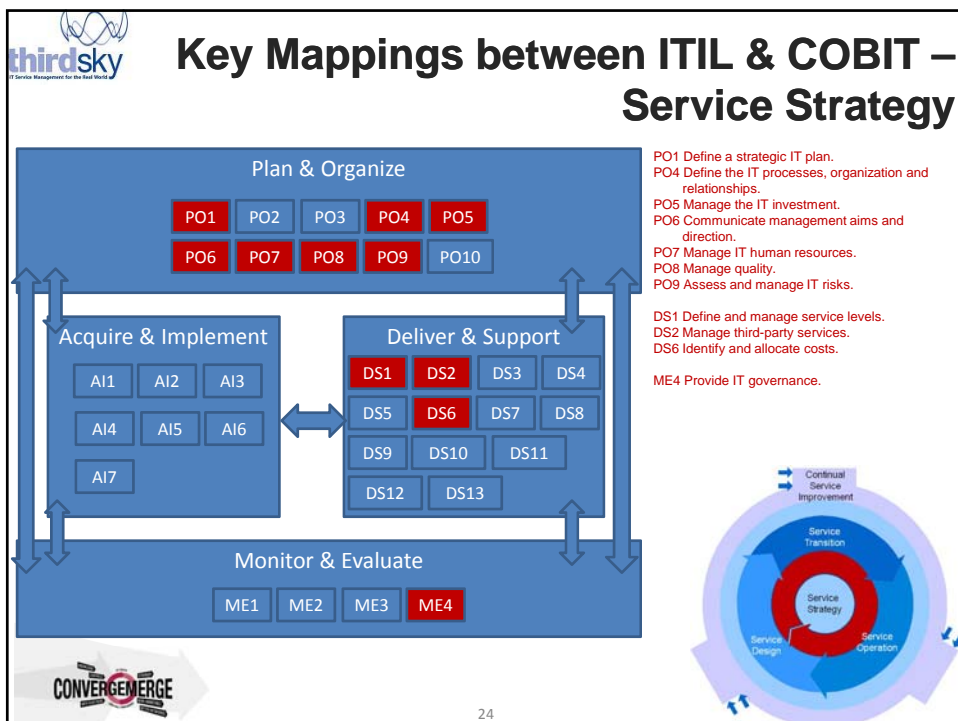 thirdsky
IT Service Management for the Real World
Key Mappings between ITIL & COBIT –
Service Strategy
Plan & Organize
PO1 PO2 PO3 PO4 PO5
PO6 PO7 PO8 PO9 PO10
Acquire & Implement
AI1 AI2 AI3
AI4 AI5 AI6
AI7
Deliver & Support
DS1 DS2 DS3 DS4
DS5 DS6 DS7 DS8
DS9 DS10 DS11
DS12 DS13
Monitor & Evaluate
ME1 ME2 ME3 ME4
PO1 Define a strategic IT plan.
PO4 Define the IT processes, organization and
relationships.
PO5 Manage the IT investment.
PO6 Communicate management aims and
direction.
PO7 Manage IT human resources.
PO8 Manage quality.
PO9 Assess and manage IT risks.
DS1 Define and manage service levels.
DS2 Manage third-party services.
DS6 Identify and allocate costs.
ME4 Provide IT governance.
Continual
Service
Improvement
Service
Transition
Service
Strategy
Service
Design
Service
Operation
CONVERGEMERGE
24